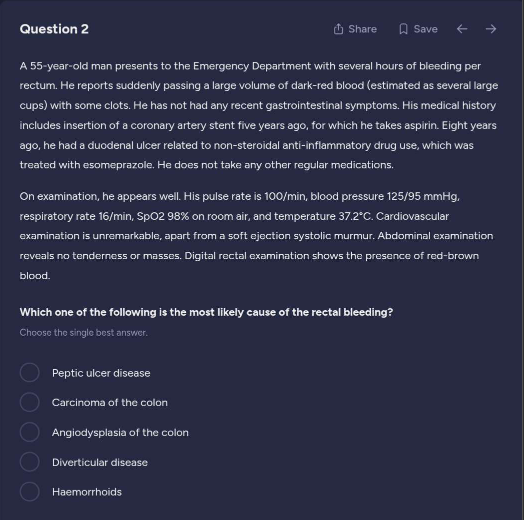 Question 2
Share
Save
A 55-year-old man presents to the Emergency Department with several hours of bleeding per
rectum. He reports suddenly passing a large volume of dark-red blood (estimated as several large
cups) with some clots. He has not had any recent gastrointestinal symptoms. His medical history
includes insertion of a coronary artery stent five years ago, for which he takes aspirin. Eight years
ago, he had a duodenal ulcer related to non-steroidal anti-inflammatory drug use, which was
treated with esomeprazole. He does not take any other regular medications.
On examination, he appears well. His pulse rate is 100/min, blood pressure 125/95 mmHg,
respiratory rate 16/min, SpO2 98% on room air, and temperature 37.2°C. Cardiovascular
examination is unremarkable, apart from a soft ejection systolic murmur. Abdominal examination
reveals no tenderness or masses. Digital rectal examination shows the presence of red-brown
blood.
Which one of the following is the most likely cause of the rectal bleeding?
Choose the single best answer.
Peptic ulcer disease
Carcinoma of the colon
Angiodysplasia of the colon
Diverticular disease
Haemorrhoids